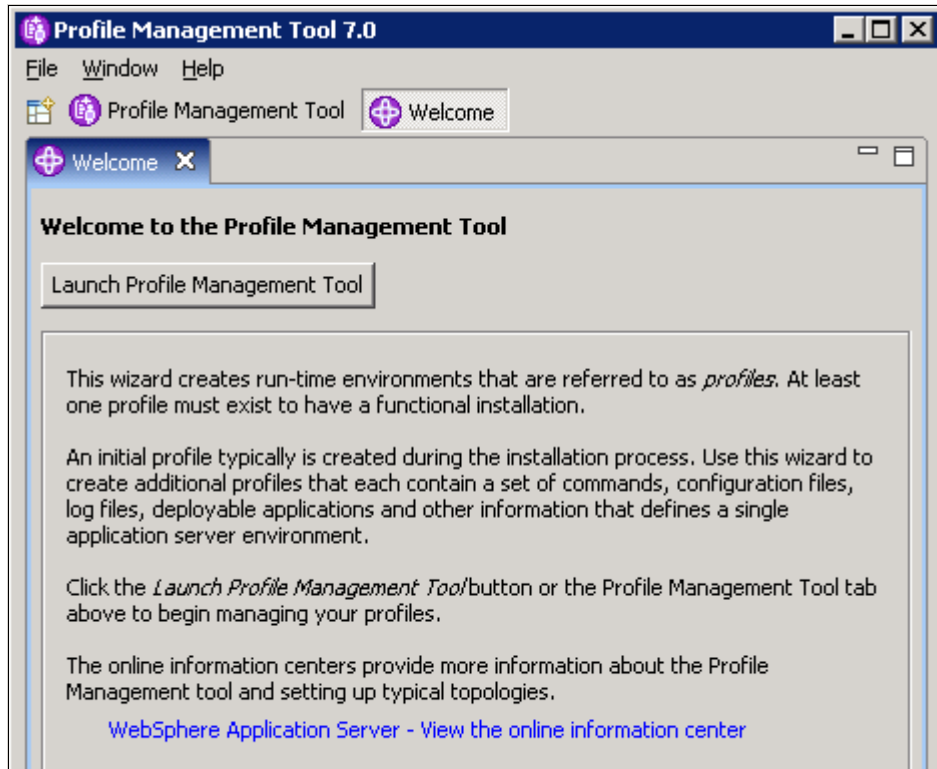 Profile Management Tool 7.0
File Window Help
Profile Management Tool Welcome
Welcome
Welcome to the Profile Management Tool
Launch Profile Management Tool
This wizard creates run-time environments that are referred to as profiles. At least
one profile must exist to have a functional installation.
An initial profile typically is created during the installation process. Use this wizard to
create additional profiles that each contain a set of commands, configuration files,
log files, deployable applications and other information that defines a single
application server environment.
Click the Launch Profile Management Tool button or the Profile Management Tool tab
above to begin managing your profiles.
The online information centers provide more information about the Profile
Management tool and setting up typical topologies.
WebSphere Application Server - View the online information center